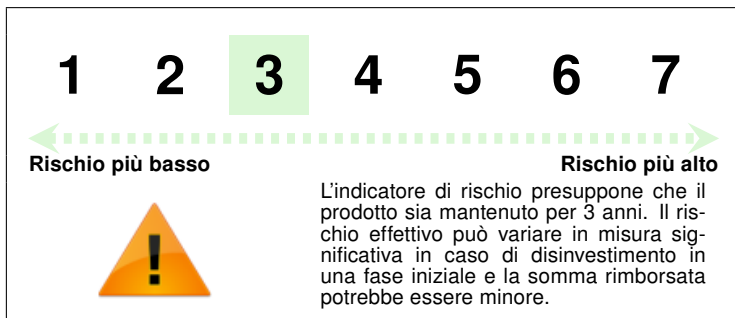 1 2 3 4 5 6 7
Rischio più basso
Rischio più alto
L'indicatore di rischio presuppone che il
prodotto sia mantenuto per 3 anni. Il ris-
chio effettivo può variare in misura sig-
nificativa in caso di disinvestimento in
una fase iniziale e la somma rimborsata
potrebbe essere minore.